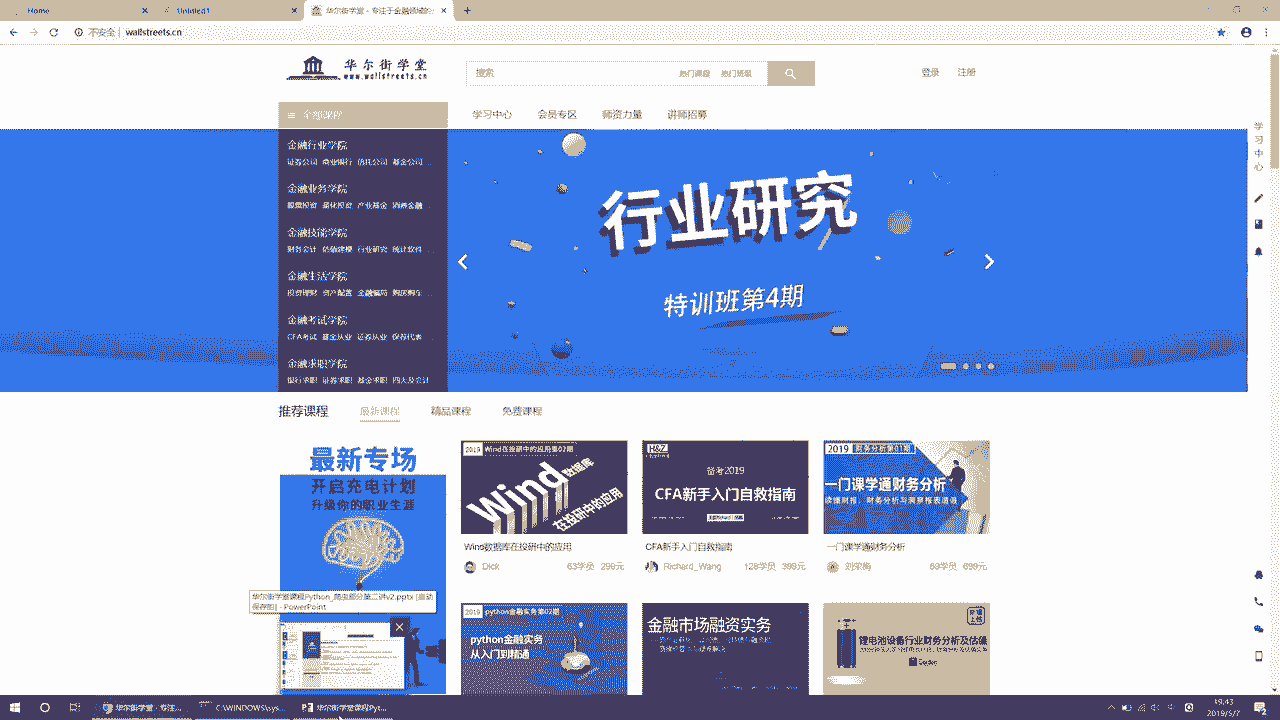 Home
Untitled1
华尔街学堂 - 专注于金融领域的
不安全 | wallstreets.cn
华尔街学堂
www.wallstreets.cn
搜索 热门课程 热门班级
登录 注册
全部课程
学习中心 会员专区 师资力量 讲师招募
学习中心
金融行业学院
证券公司 商业银行 信托公司 基金公司 ...
金融业务学院
股票投资 量化投资 产业基金 消费金融 ...
金融技能学院
财务会计 估值建模 行业研究 统计软件 ...
金融生活学院
投资理财 资产配置 金融骗局 购房购车 ...
金融考试学院
CFA考试 基金从业 证券从业 保荐代表 ...
金融求职学院
银行求职 证券求职 基金求职 四大及会计
行业研究
特训班第4期
推荐课程 最新课程 精品课程 免费课程
最新专场
开启充电计划
升级你的职业生涯
2019 Wind在投研中的应用第02期
Wind数据库
在投研中的应用
Wind数据库在投研中的应用
Dick 63学员 299元
备考2019
CFA新手入门自救指南
CFA新手入门自救指南
Richard_Wang 128学员 399元
2019 财务分析第01期
一门课学通财务分析
读懂财报、财务分析与洞察报表造假
一门课学通财务分析
刘荣梅 69学员 699元
华尔街学堂课程Python_爬虫部分第二讲v2.pptx [自动
保存的] - PowerPoint
2019 python金融实务第02期
python金融实务
从入门到精通
金融市场融资实务
锂电池设备行业财务分析及估值
华尔街学堂 - 专注...
C:\WINDOWS\sys...
华尔街学堂课程Pyt...
19:43
2019/5/7